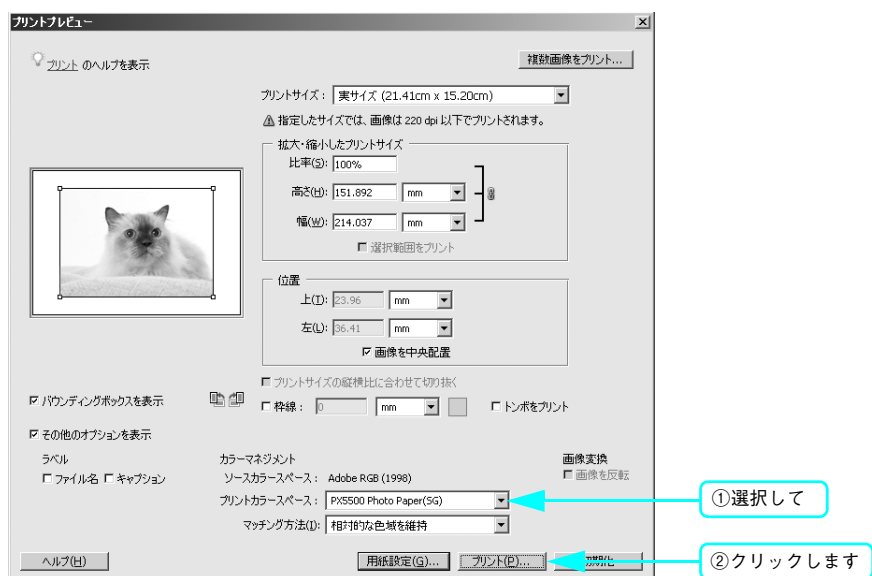 プリントプレビュー
プリント のヘルプを表示
複数画像をプリント...
プリントサイズ： 実サイズ (21.41cm x 15.20cm)
指定したサイズでは、画像は 220 dpi 以下でプリントされます。
拡大・縮小したプリントサイズ
比率(S): 100%
高さ(H): 151.892 mm
幅(W): 214.037 mm
選択範囲をプリント
位置
上(T): 23.96 mm
左(L): 36.41 mm
画像を中央配置
プリントサイズの縦横比に合わせて切り抜く
バウンディングボックスを表示
枠線： 0 mm トンボをプリント
その他のオプションを表示
ラベル カラーマネジメント 画像変換
ファイル名 キャプション ソースカラースペース： Adobe RGB (1998) 画像を反転
プリントカラースペース： PX5500 Photo Paper(SG) ①選択して
マッチング方法(I): 相対的な色域を維持
ヘルプ(H) 用紙設定(G)... プリント(P)... ②クリックします